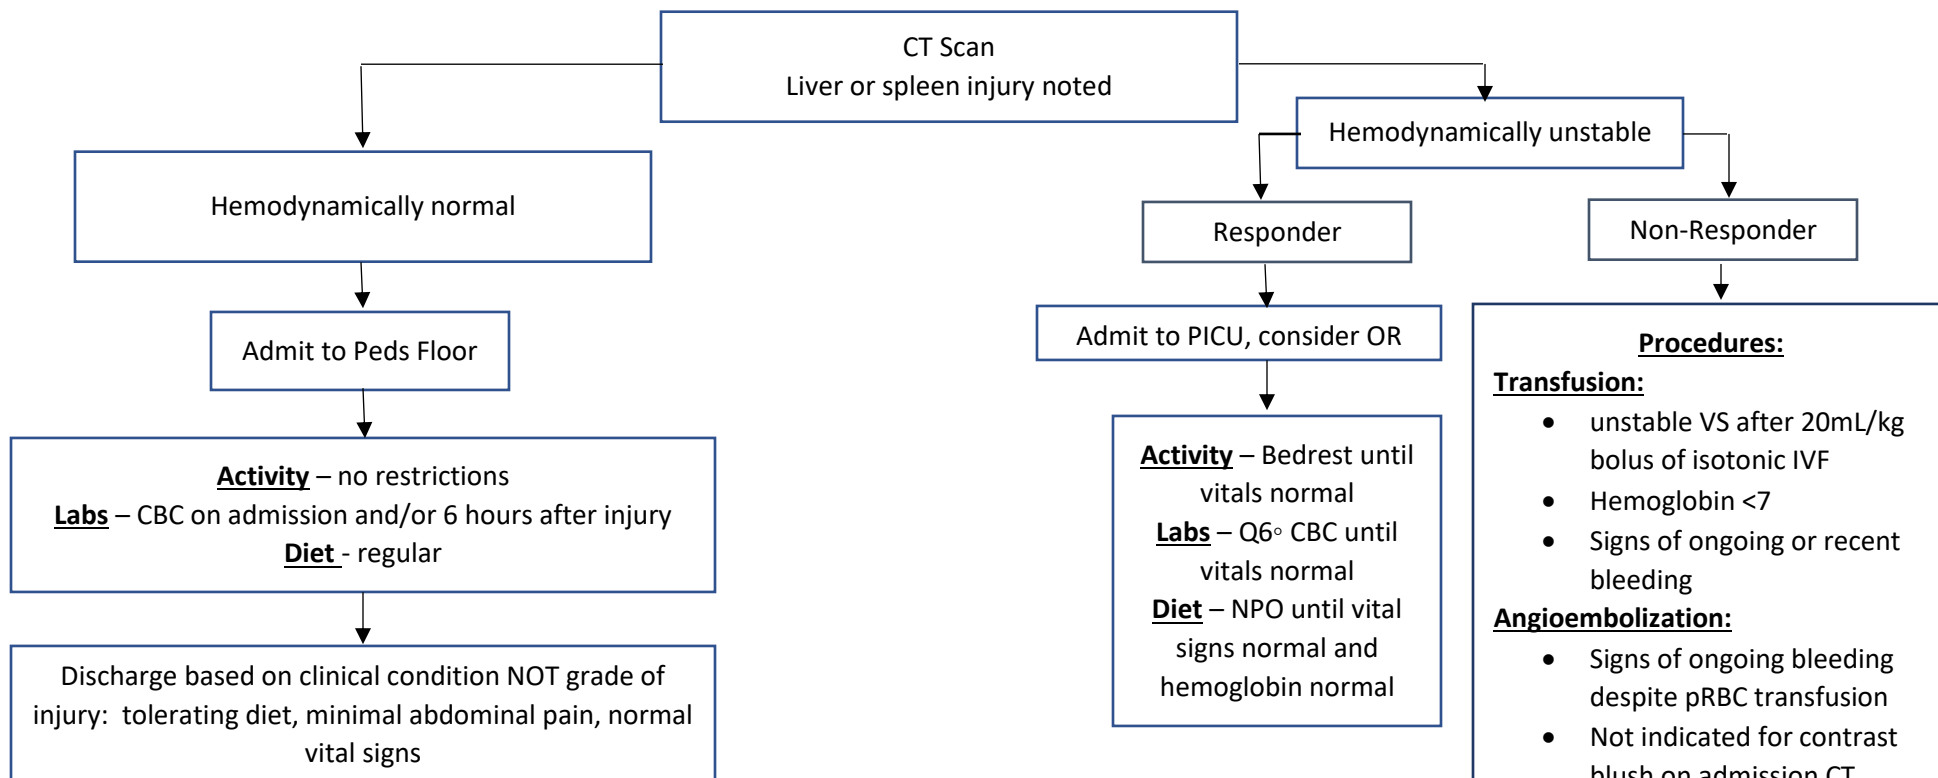 CT Scan
Liver or spleen injury noted
Hemodynamically unstable
Hemodynamically normal
Responder
Non-Responder
Admit to Peds Floor
Admit to PICU, consider OR
Activity – no restrictions
Labs – CBC on admission and/or 6 hours after injury
Diet - regular
Discharge based on clinical condition NOT grade of
injury: tolerating diet, minimal abdominal pain, normal
vital signs
Activity – Bedrest until
vitals normal
Labs – Q6◦ CBC until
vitals normal
Diet – NPO until vital
signs normal and
hemoglobin normal
Procedures:
Transfusion:
• unstable VS after 20mL/kg
bolus of isotonic IVF
• Hemoglobin <7
• Signs of ongoing or recent
bleeding
Angioembolization:
• Signs of ongoing bleeding
despite pRBC transfusion
• Not indicated for contrast
blush on admission CT